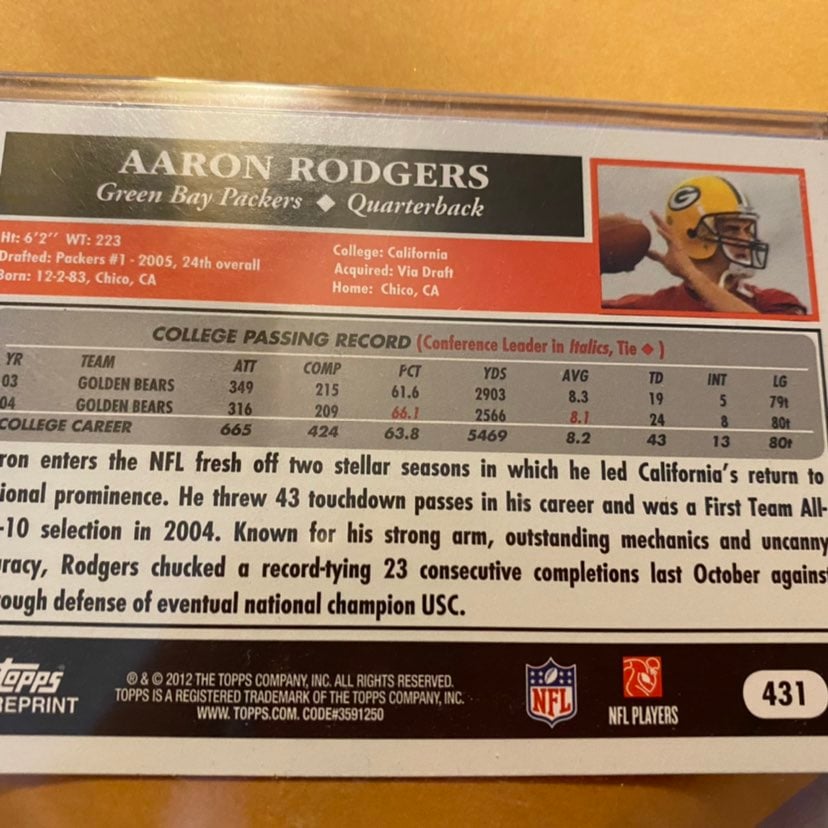 AARON RODGERS
Green Bay Packers ◆ Quarterback
Ht: 6'2" WT: 223
Drafted: Packers #1 - 2005, 24th overall
Born: 12-2-83, Chico, CA
College: California
Acquired: Via Draft
Home: Chico, CA
COLLEGE PASSING RECORD (Conference Leader in Italics, Tie ◆)
YR TEAM ATT COMP PCT YDS AVG TD INT LG
03 GOLDEN BEARS 349 215 61.6 2903 8.3 19 5 79t
04 GOLDEN BEARS 316 209 66.1 2566 8.1 24 8 80t
COLLEGE CAREER 665 424 63.8 5469 8.2 43 13 80t
ron enters the NFL fresh off two stellar seasons in which he led California's return to
ional prominence. He threw 43 touchdown passes in his career and was a First Team All-
-10 selection in 2004. Known for his strong arm, outstanding mechanics and uncanny
uracy, Rodgers chucked a record-tying 23 consecutive completions last October against
ough defense of eventual national champion USC.
Topps
REPRINT
® & © 2012 THE TOPPS COMPANY, INC. ALL RIGHTS RESERVED.
TOPPS IS A REGISTERED TRADEMARK OF THE TOPPS COMPANY, INC.
WWW. TOPPS.COM. CODE#3591250
NFL
NFL PLAYERS
431
G